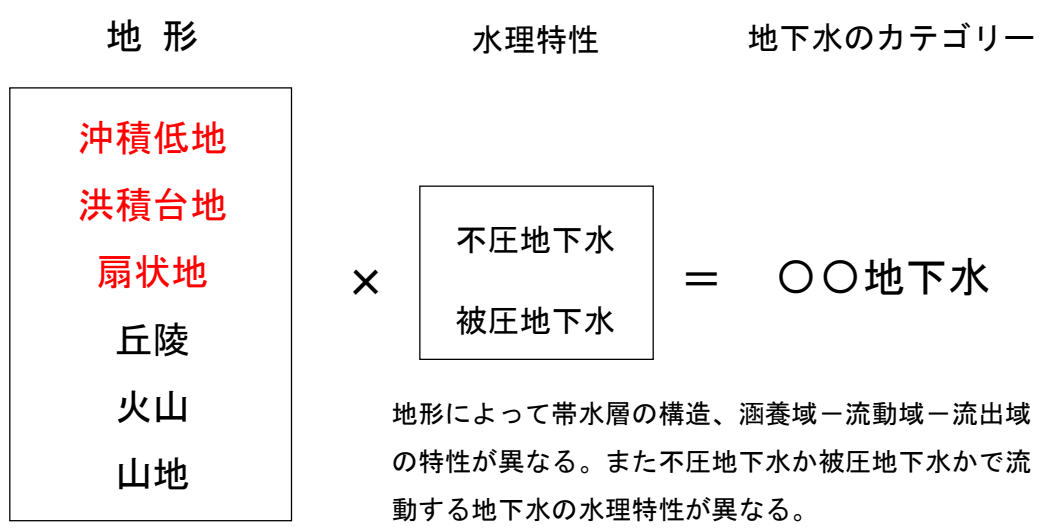 地 形
水理特性
地下水のカテゴリー
沖積低地
洪積台地
扇状地
丘陵
火山
山地
×
不圧地下水
被圧地下水
＝
〇〇地下水
地形によって帯水層の構造、涵養域－流動域－流出域
の特性が異なる。また不圧地下水か被圧地下水かで流
動する地下水の水理特性が異なる。